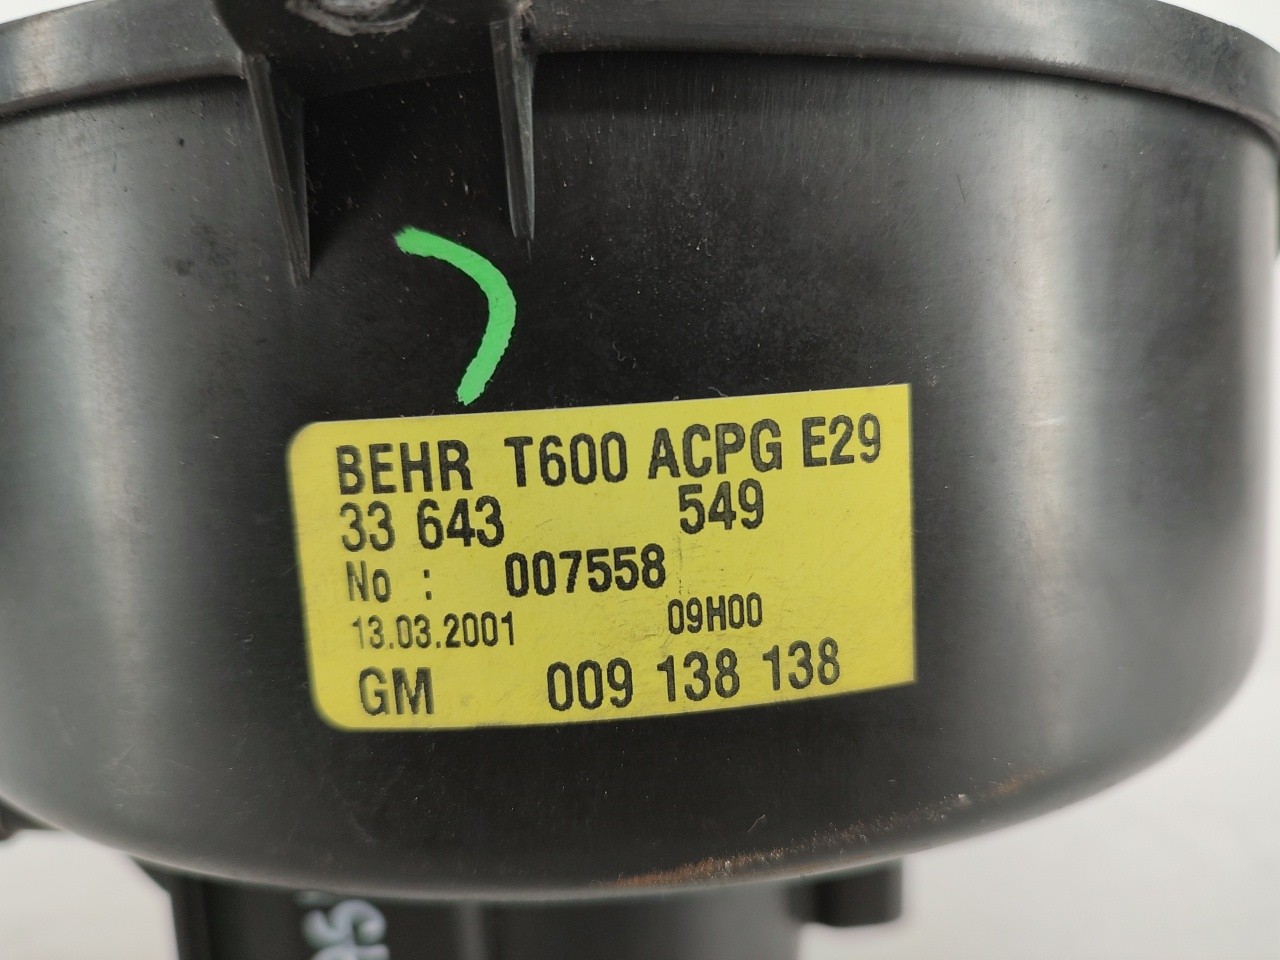 BEHR T600 ACPG E29
33 643 549
No : 007558
13.03.2001 09H00
GM 009 138 138